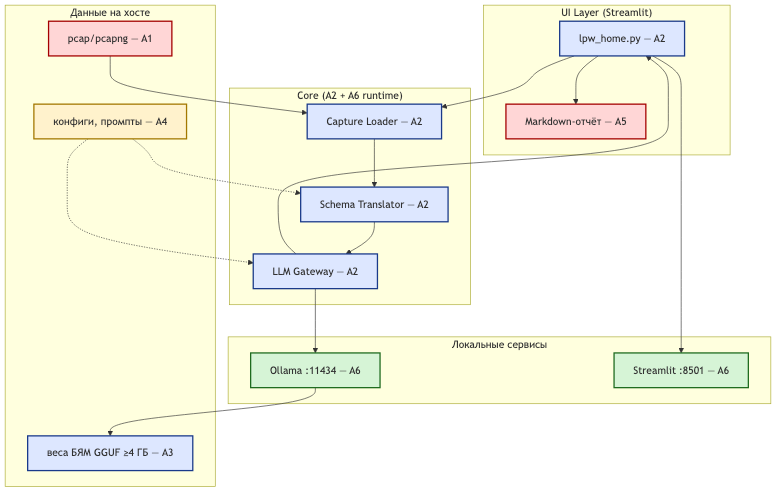 Данные на хосте
pcap/pcapng — A1
конфиги, промпты — A4
веса БЯМ GGUF ≥4 ГБ — A3
Core (A2 + A6 runtime)
Capture Loader — A2
Schema Translator — A2
LLM Gateway — A2
UI Layer (Streamlit)
lpw_home.py — A2
Markdown-отчёт — A5
Локальные сервисы
Ollama :11434 — A6
Streamlit :8501 — A6